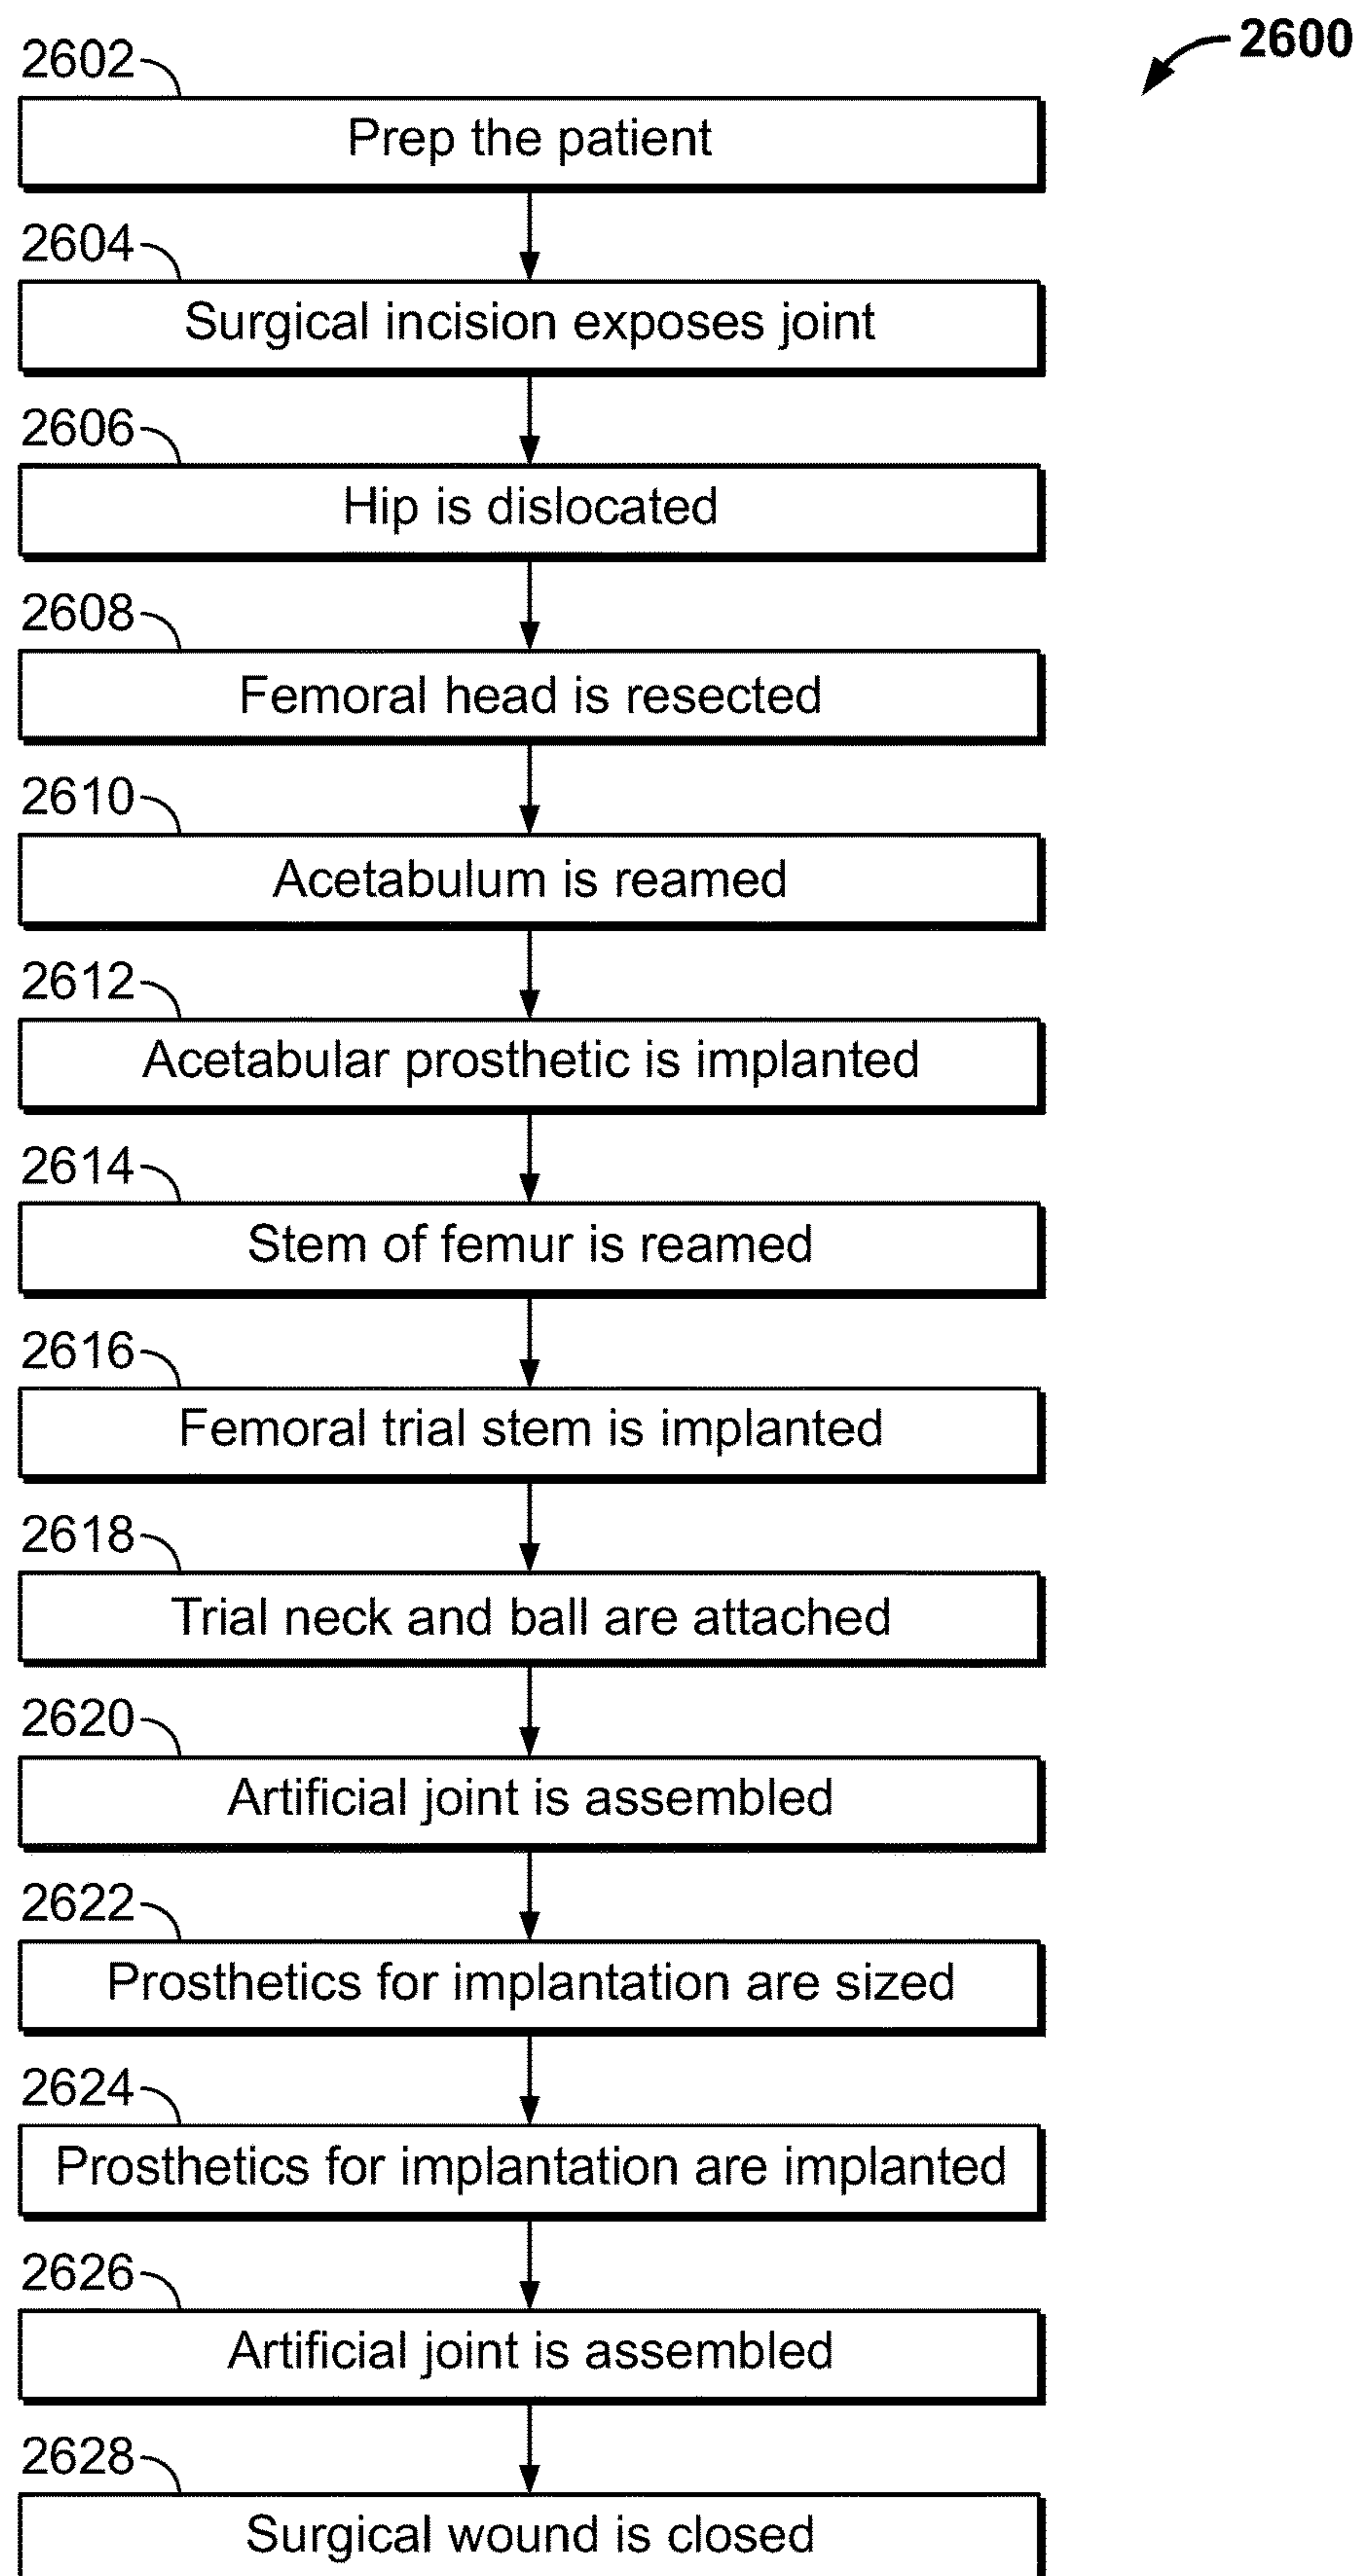 2600
2602
Prep the patient
2604
Surgical incision exposes joint
2606
Hip is dislocated
2608
Femoral head is resected
2610
Acetabulum is reamed
2612
Acetabular prosthetic is implanted
2614
Stem of femur is reamed
2616
Femoral trial stem is implanted
2618
Trial neck and ball are attached
2620
Artificial joint is assembled
2622
Prosthetics for implantation are sized
2624
Prosthetics for implantation are implanted
2626
Artificial joint is assembled
2628
Surgical wound is closed